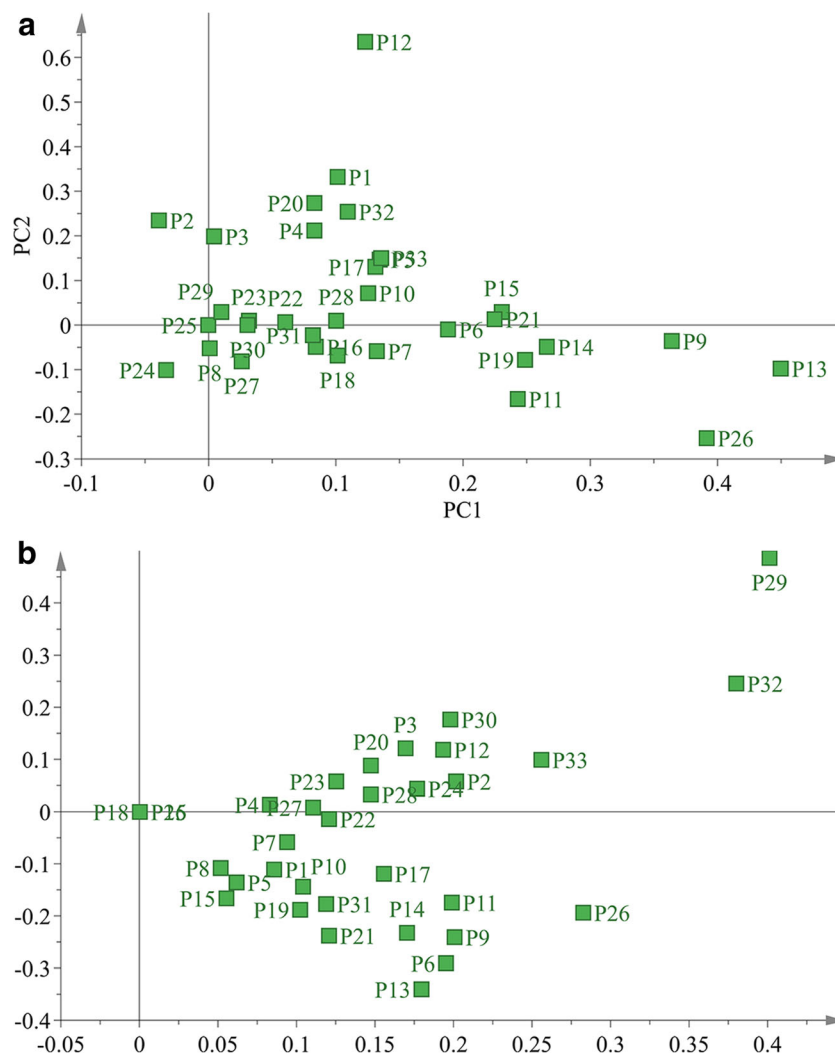 a
0.6
P12
0.5
0.4
P1
0.3
P20
P32
P2
P4
0.2
P3
P33
P17
PC2
0.1
P10
P29
P23
P22
P28
P15
0
P25
P6
P21
P31
P16
P7
P14
P9
P30
P19
-0.1
P24
P8
P27
P18
P13
P11
-0.2
P26
-0.3
-0.1
0
0.1
0.2
0.3
0.4
PC1
b
P29
0.4
0.3
P32
0.2
P30
P3
P12
P20
0.1
P33
P23
P2
P24
P28
P4
P27
0
P18
P22
P7
-0.1
P8
P1
P10
P17
P5
P15
P19
P31
P14
P11
P26
-0.2
P21
P9
P6
-0.3
P13
-0.4
-0.05
0
0.05
0.1
0.15
0.2
0.25
0.3
0.35
0.4